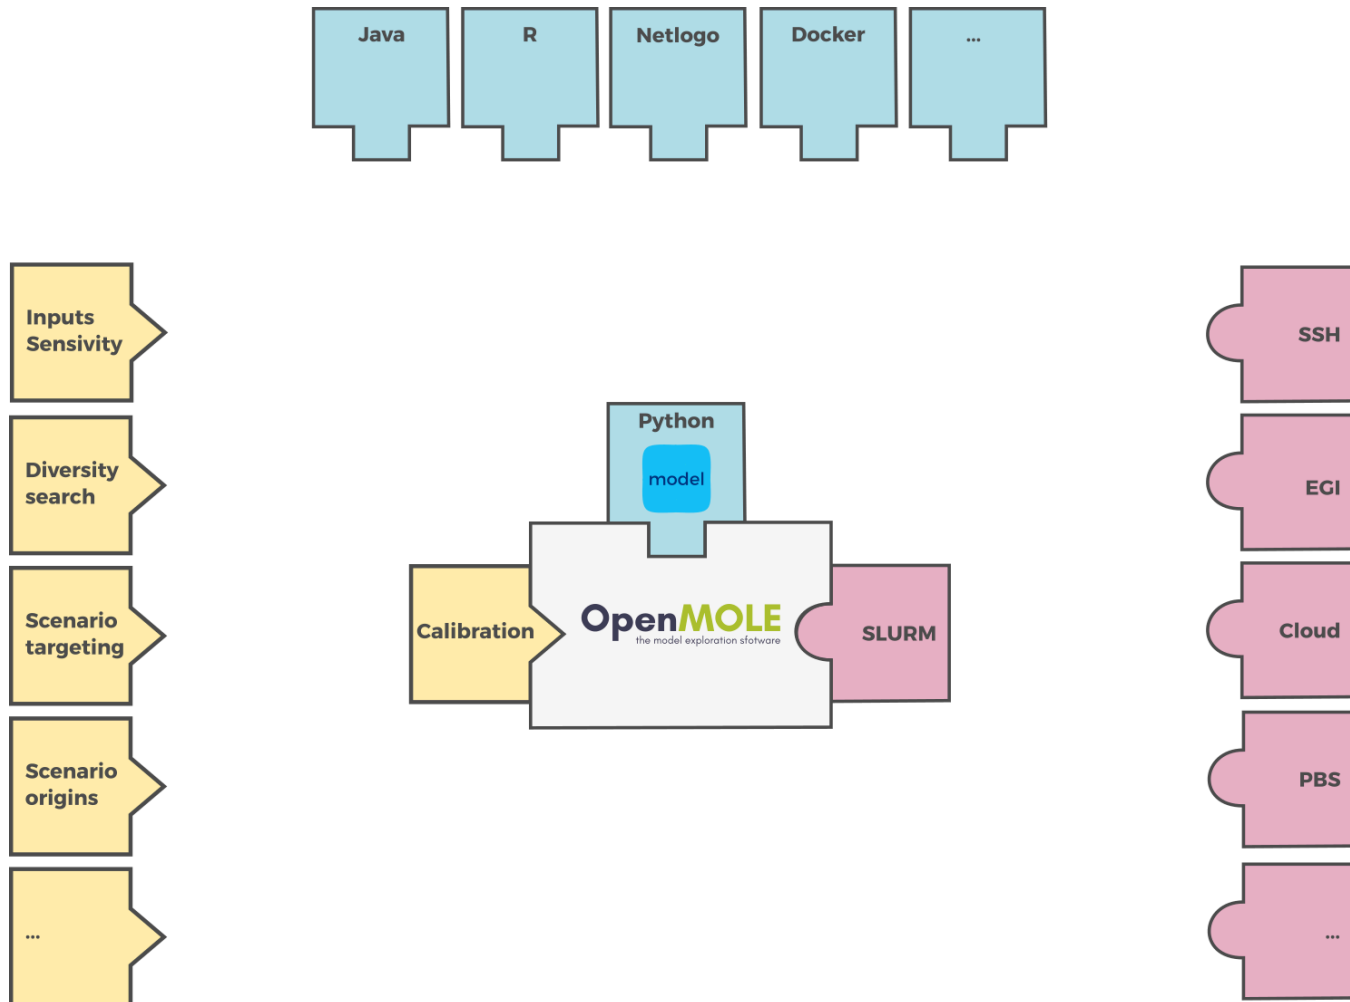 Java
R
Netlogo
Docker
...
Inputs
Sensivity
Diversity
search
Scenario
targeting
Scenario
origins
...
Python
model
Calibration
OpenMOLE
the model exploration sfotware
SLURM
SSH
EGI
Cloud
PBS
...